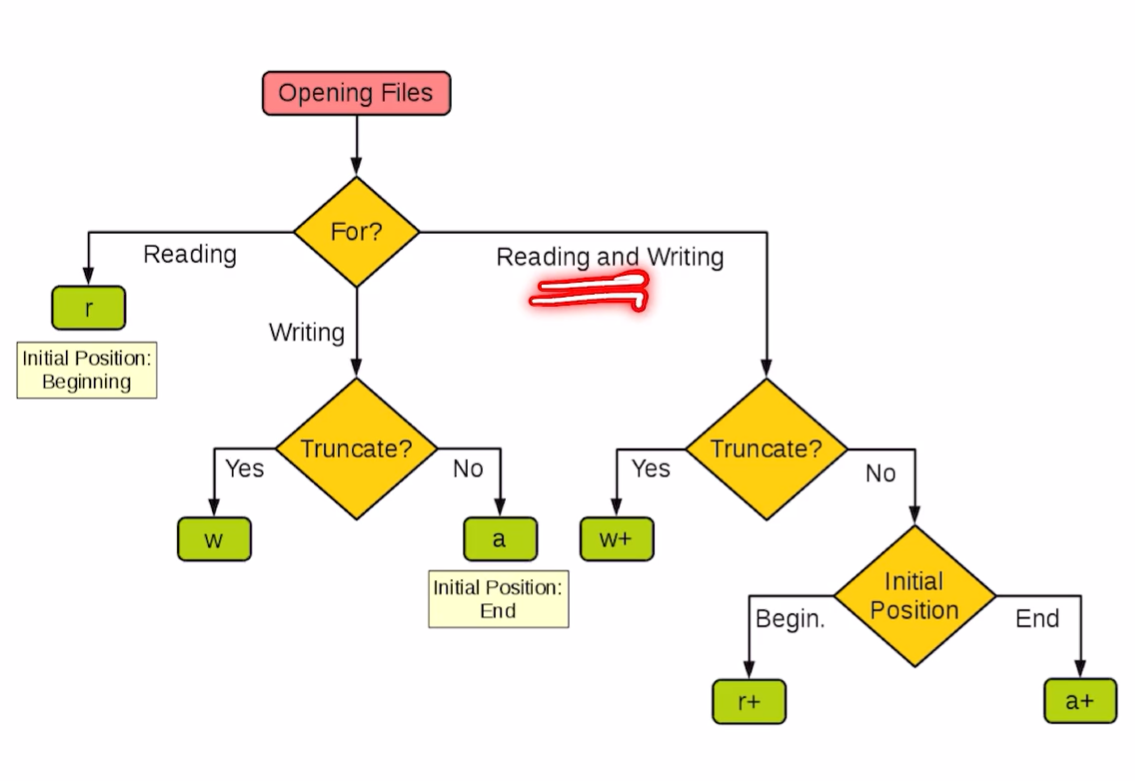 Opening Files
For?
Reading
Reading and Writing
r
Initial Position:
Beginning
Writing
Truncate?
Yes
No
w
a
Initial Position:
End
Truncate?
Yes
No
w+
Initial
Position
Begin.
End
r+
a+